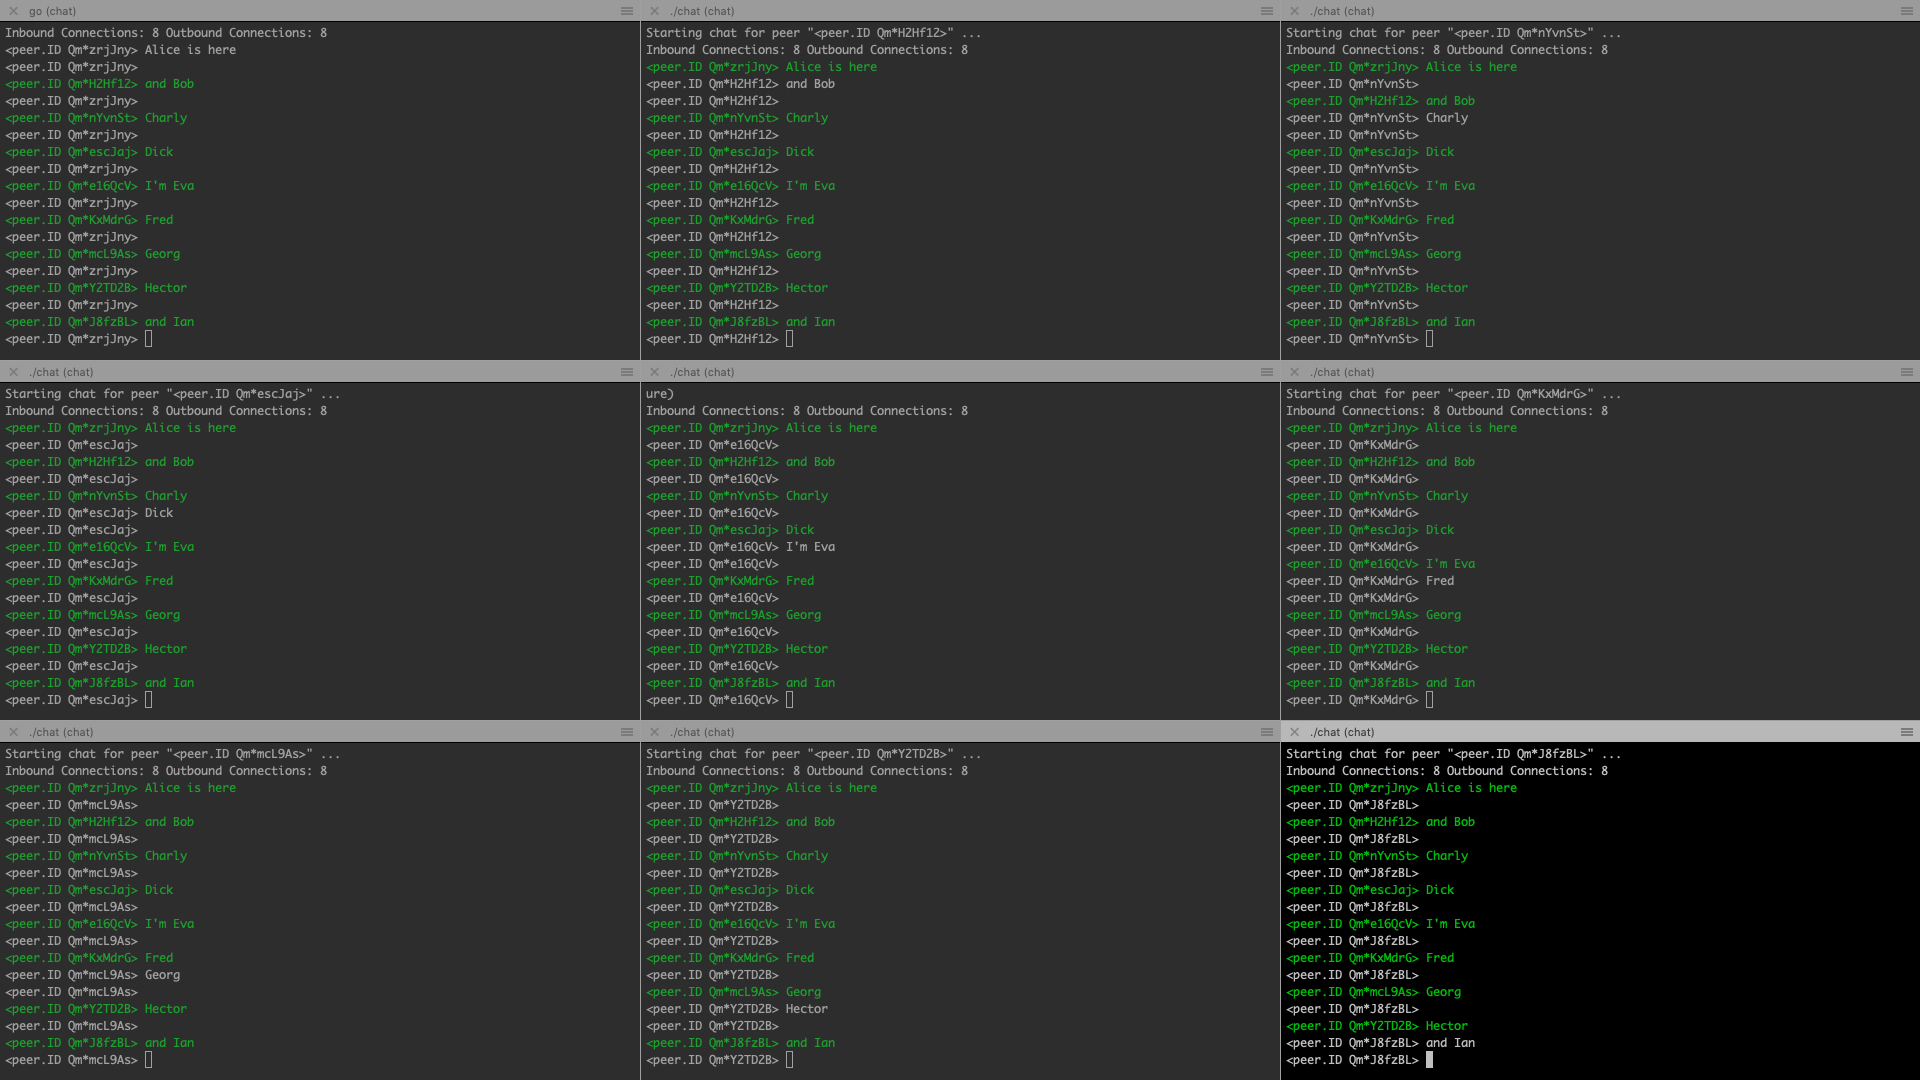 go (chat)
Inbound Connections: 8 Outbound Connections: 8
<peer.ID Qm*zrjJny> Alice is here
<peer.ID Qm*zrjJny>
<peer.ID Qm*H2Hf12> and Bob
<peer.ID Qm*zrjJny>
<peer.ID Qm*nYvnSt> Charly
<peer.ID Qm*zrjJny>
<peer.ID Qm*escJaj> Dick
<peer.ID Qm*zrjJny>
<peer.ID Qm*e16QcV> I'm Eva
<peer.ID Qm*zrjJny>
<peer.ID Qm*KxMdrG> Fred
<peer.ID Qm*zrjJny>
<peer.ID Qm*mcL9As> Georg
<peer.ID Qm*zrjJny>
<peer.ID Qm*Y2TD2B> Hector
<peer.ID Qm*zrjJny>
<peer.ID Qm*J8fzBL> and Ian
<peer.ID Qm*zrjJny>
./chat (chat)
Starting chat for peer "<peer.ID Qm*H2Hf12>" ...
Inbound Connections: 8 Outbound Connections: 8
<peer.ID Qm*zrjJny> Alice is here
<peer.ID Qm*H2Hf12> and Bob
<peer.ID Qm*H2Hf12>
<peer.ID Qm*nYvnSt> Charly
<peer.ID Qm*H2Hf12>
<peer.ID Qm*escJaj> Dick
<peer.ID Qm*H2Hf12>
<peer.ID Qm*e16QcV> I'm Eva
<peer.ID Qm*H2Hf12>
<peer.ID Qm*KxMdrG> Fred
<peer.ID Qm*H2Hf12>
<peer.ID Qm*mcL9As> Georg
<peer.ID Qm*H2Hf12>
<peer.ID Qm*Y2TD2B> Hector
<peer.ID Qm*H2Hf12>
<peer.ID Qm*J8fzBL> and Ian
<peer.ID Qm*H2Hf12>
./chat (chat)
Starting chat for peer "<peer.ID Qm*nYvnSt>" ...
Inbound Connections: 8 Outbound Connections: 8
<peer.ID Qm*zrjJny> Alice is here
<peer.ID Qm*nYvnSt>
<peer.ID Qm*H2Hf12> and Bob
<peer.ID Qm*nYvnSt> Charly
<peer.ID Qm*nYvnSt>
<peer.ID Qm*escJaj> Dick
<peer.ID Qm*nYvnSt>
<peer.ID Qm*e16QcV> I'm Eva
<peer.ID Qm*nYvnSt>
<peer.ID Qm*KxMdrG> Fred
<peer.ID Qm*nYvnSt>
<peer.ID Qm*mcL9As> Georg
<peer.ID Qm*nYvnSt>
<peer.ID Qm*Y2TD2B> Hector
<peer.ID Qm*nYvnSt>
<peer.ID Qm*J8fzBL> and Ian
<peer.ID Qm*nYvnSt>
./chat (chat)
Starting chat for peer "<peer.ID Qm*escJaj>" ...
Inbound Connections: 8 Outbound Connections: 8
<peer.ID Qm*zrjJny> Alice is here
<peer.ID Qm*escJaj>
<peer.ID Qm*H2Hf12> and Bob
<peer.ID Qm*escJaj>
<peer.ID Qm*nYvnSt> Charly
<peer.ID Qm*escJaj> Dick
<peer.ID Qm*escJaj>
<peer.ID Qm*e16QcV> I'm Eva
<peer.ID Qm*escJaj>
<peer.ID Qm*KxMdrG> Fred
<peer.ID Qm*escJaj>
<peer.ID Qm*mcL9As> Georg
<peer.ID Qm*escJaj>
<peer.ID Qm*Y2TD2B> Hector
<peer.ID Qm*escJaj>
<peer.ID Qm*J8fzBL> and Ian
<peer.ID Qm*escJaj>
./chat (chat)
ure)
Inbound Connections: 8 Outbound Connections: 8
<peer.ID Qm*zrjJny> Alice is here
<peer.ID Qm*e16QcV>
<peer.ID Qm*H2Hf12> and Bob
<peer.ID Qm*e16QcV>
<peer.ID Qm*nYvnSt> Charly
<peer.ID Qm*e16QcV>
<peer.ID Qm*escJaj> Dick
<peer.ID Qm*e16QcV> I'm Eva
<peer.ID Qm*e16QcV>
<peer.ID Qm*KxMdrG> Fred
<peer.ID Qm*e16QcV>
<peer.ID Qm*mcL9As> Georg
<peer.ID Qm*e16QcV>
<peer.ID Qm*Y2TD2B> Hector
<peer.ID Qm*e16QcV>
<peer.ID Qm*J8fzBL> and Ian
<peer.ID Qm*e16QcV>
./chat (chat)
Starting chat for peer "<peer.ID Qm*KxMdrG>" ...
Inbound Connections: 8 Outbound Connections: 8
<peer.ID Qm*zrjJny> Alice is here
<peer.ID Qm*KxMdrG>
<peer.ID Qm*H2Hf12> and Bob
<peer.ID Qm*KxMdrG>
<peer.ID Qm*nYvnSt> Charly
<peer.ID Qm*KxMdrG>
<peer.ID Qm*escJaj> Dick
<peer.ID Qm*KxMdrG>
<peer.ID Qm*e16QcV> I'm Eva
<peer.ID Qm*KxMdrG> Fred
<peer.ID Qm*KxMdrG>
<peer.ID Qm*mcL9As> Georg
<peer.ID Qm*KxMdrG>
<peer.ID Qm*Y2TD2B> Hector
<peer.ID Qm*KxMdrG>
<peer.ID Qm*J8fzBL> and Ian
<peer.ID Qm*KxMdrG>
./chat (chat)
Starting chat for peer "<peer.ID Qm*mcL9As>" ...
Inbound Connections: 8 Outbound Connections: 8
<peer.ID Qm*zrjJny> Alice is here
<peer.ID Qm*mcL9As>
<peer.ID Qm*H2Hf12> and Bob
<peer.ID Qm*mcL9As>
<peer.ID Qm*nYvnSt> Charly
<peer.ID Qm*mcL9As>
<peer.ID Qm*escJaj> Dick
<peer.ID Qm*mcL9As>
<peer.ID Qm*e16QcV> I'm Eva
<peer.ID Qm*mcL9As>
<peer.ID Qm*KxMdrG> Fred
<peer.ID Qm*mcL9As> Georg
<peer.ID Qm*mcL9As>
<peer.ID Qm*Y2TD2B> Hector
<peer.ID Qm*mcL9As>
<peer.ID Qm*J8fzBL> and Ian
<peer.ID Qm*mcL9As>
./chat (chat)
Starting chat for peer "<peer.ID Qm*Y2TD2B>" ...
Inbound Connections: 8 Outbound Connections: 8
<peer.ID Qm*zrjJny> Alice is here
<peer.ID Qm*Y2TD2B>
<peer.ID Qm*H2Hf12> and Bob
<peer.ID Qm*Y2TD2B>
<peer.ID Qm*nYvnSt> Charly
<peer.ID Qm*Y2TD2B>
<peer.ID Qm*escJaj> Dick
<peer.ID Qm*Y2TD2B>
<peer.ID Qm*e16QcV> I'm Eva
<peer.ID Qm*Y2TD2B>
<peer.ID Qm*KxMdrG> Fred
<peer.ID Qm*Y2TD2B>
<peer.ID Qm*mcL9As> Georg
<peer.ID Qm*Y2TD2B> Hector
<peer.ID Qm*Y2TD2B>
<peer.ID Qm*J8fzBL> and Ian
<peer.ID Qm*Y2TD2B>
./chat (chat)
Starting chat for peer "<peer.ID Qm*J8fzBL>" ...
Inbound Connections: 8 Outbound Connections: 8
<peer.ID Qm*zrjJny> Alice is here
<peer.ID Qm*J8fzBL>
<peer.ID Qm*H2Hf12> and Bob
<peer.ID Qm*J8fzBL>
<peer.ID Qm*nYvnSt> Charly
<peer.ID Qm*J8fzBL>
<peer.ID Qm*escJaj> Dick
<peer.ID Qm*J8fzBL>
<peer.ID Qm*e16QcV> I'm Eva
<peer.ID Qm*J8fzBL>
<peer.ID Qm*KxMdrG> Fred
<peer.ID Qm*J8fzBL>
<peer.ID Qm*mcL9As> Georg
<peer.ID Qm*J8fzBL>
<peer.ID Qm*Y2TD2B> Hector
<peer.ID Qm*J8fzBL> and Ian
<peer.ID Qm*J8fzBL>